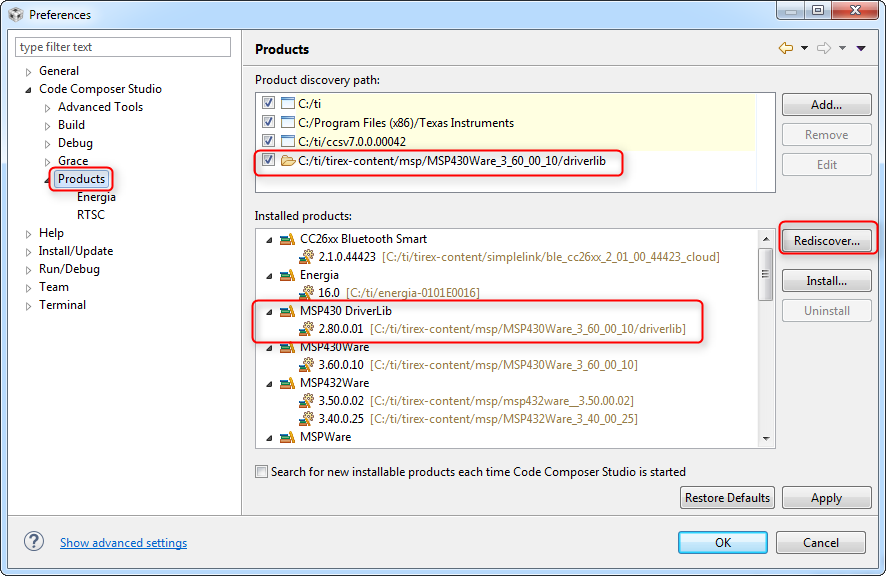 Preferences
type filter text
General
Code Composer Studio
Advanced Tools
Build
Debug
Grace
Products
Energia
RTSC
Help
Install/Update
Run/Debug
Team
Terminal
Products
Product discovery path:
C:/ti
C:/Program Files (x86)/Texas Instruments
C:/ti/ccsv7.0.0.00042
C:/ti/tirex-content/msp/MSP430Ware_3_60_00_10/driverlib
Add...
Remove
Edit
Installed products:
CC26xx Bluetooth Smart
2.1.0.44423 [C:/ti/tirex-content/simplelink/ble_cc26xx_2_01_00_44423_cloud]
Energia
16.0 [C:/ti/energia-0101E0016]
MSP430 DriverLib
2.80.0.01 [C:/ti/tirex-content/msp/MSP430Ware_3_60_00_10/driverlib]
MSP430Ware
3.60.0.10 [C:/ti/tirex-content/msp/MSP430Ware_3_60_00_10]
MSP432Ware
3.50.0.02 [C:/ti/tirex-content/msp/msp432ware__3.50.00.02]
3.40.0.25 [C:/ti/tirex-content/msp/MSP432Ware_3_40_00_25]
MSPWare
Rediscover...
Install...
Uninstall
Search for new installable products each time Code Composer Studio is started
Restore Defaults
Apply
Show advanced settings
OK
Cancel